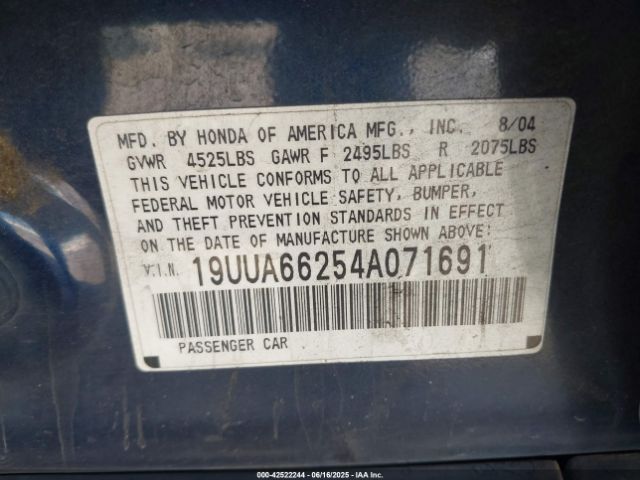 MFD. BY HONDA OF AMERICA MFG., INC. 8/04
GVWR 4525LBS GAWR F 2495LBS R 2075LBS
THIS VEHICLE CONFORMS TO ALL APPLICABLE
FEDERAL MOTOR VEHICLE SAFETY, BUMPER,
AND THEFT PREVENTION STANDARDS IN EFFECT
ON THE DATE OF MANUFACTURE SHOWN ABOVE:
V.I.N. 19UUA66254A071691
PASSENGER CAR
000-42522244 - 06/16/2025 - IAA Inc.